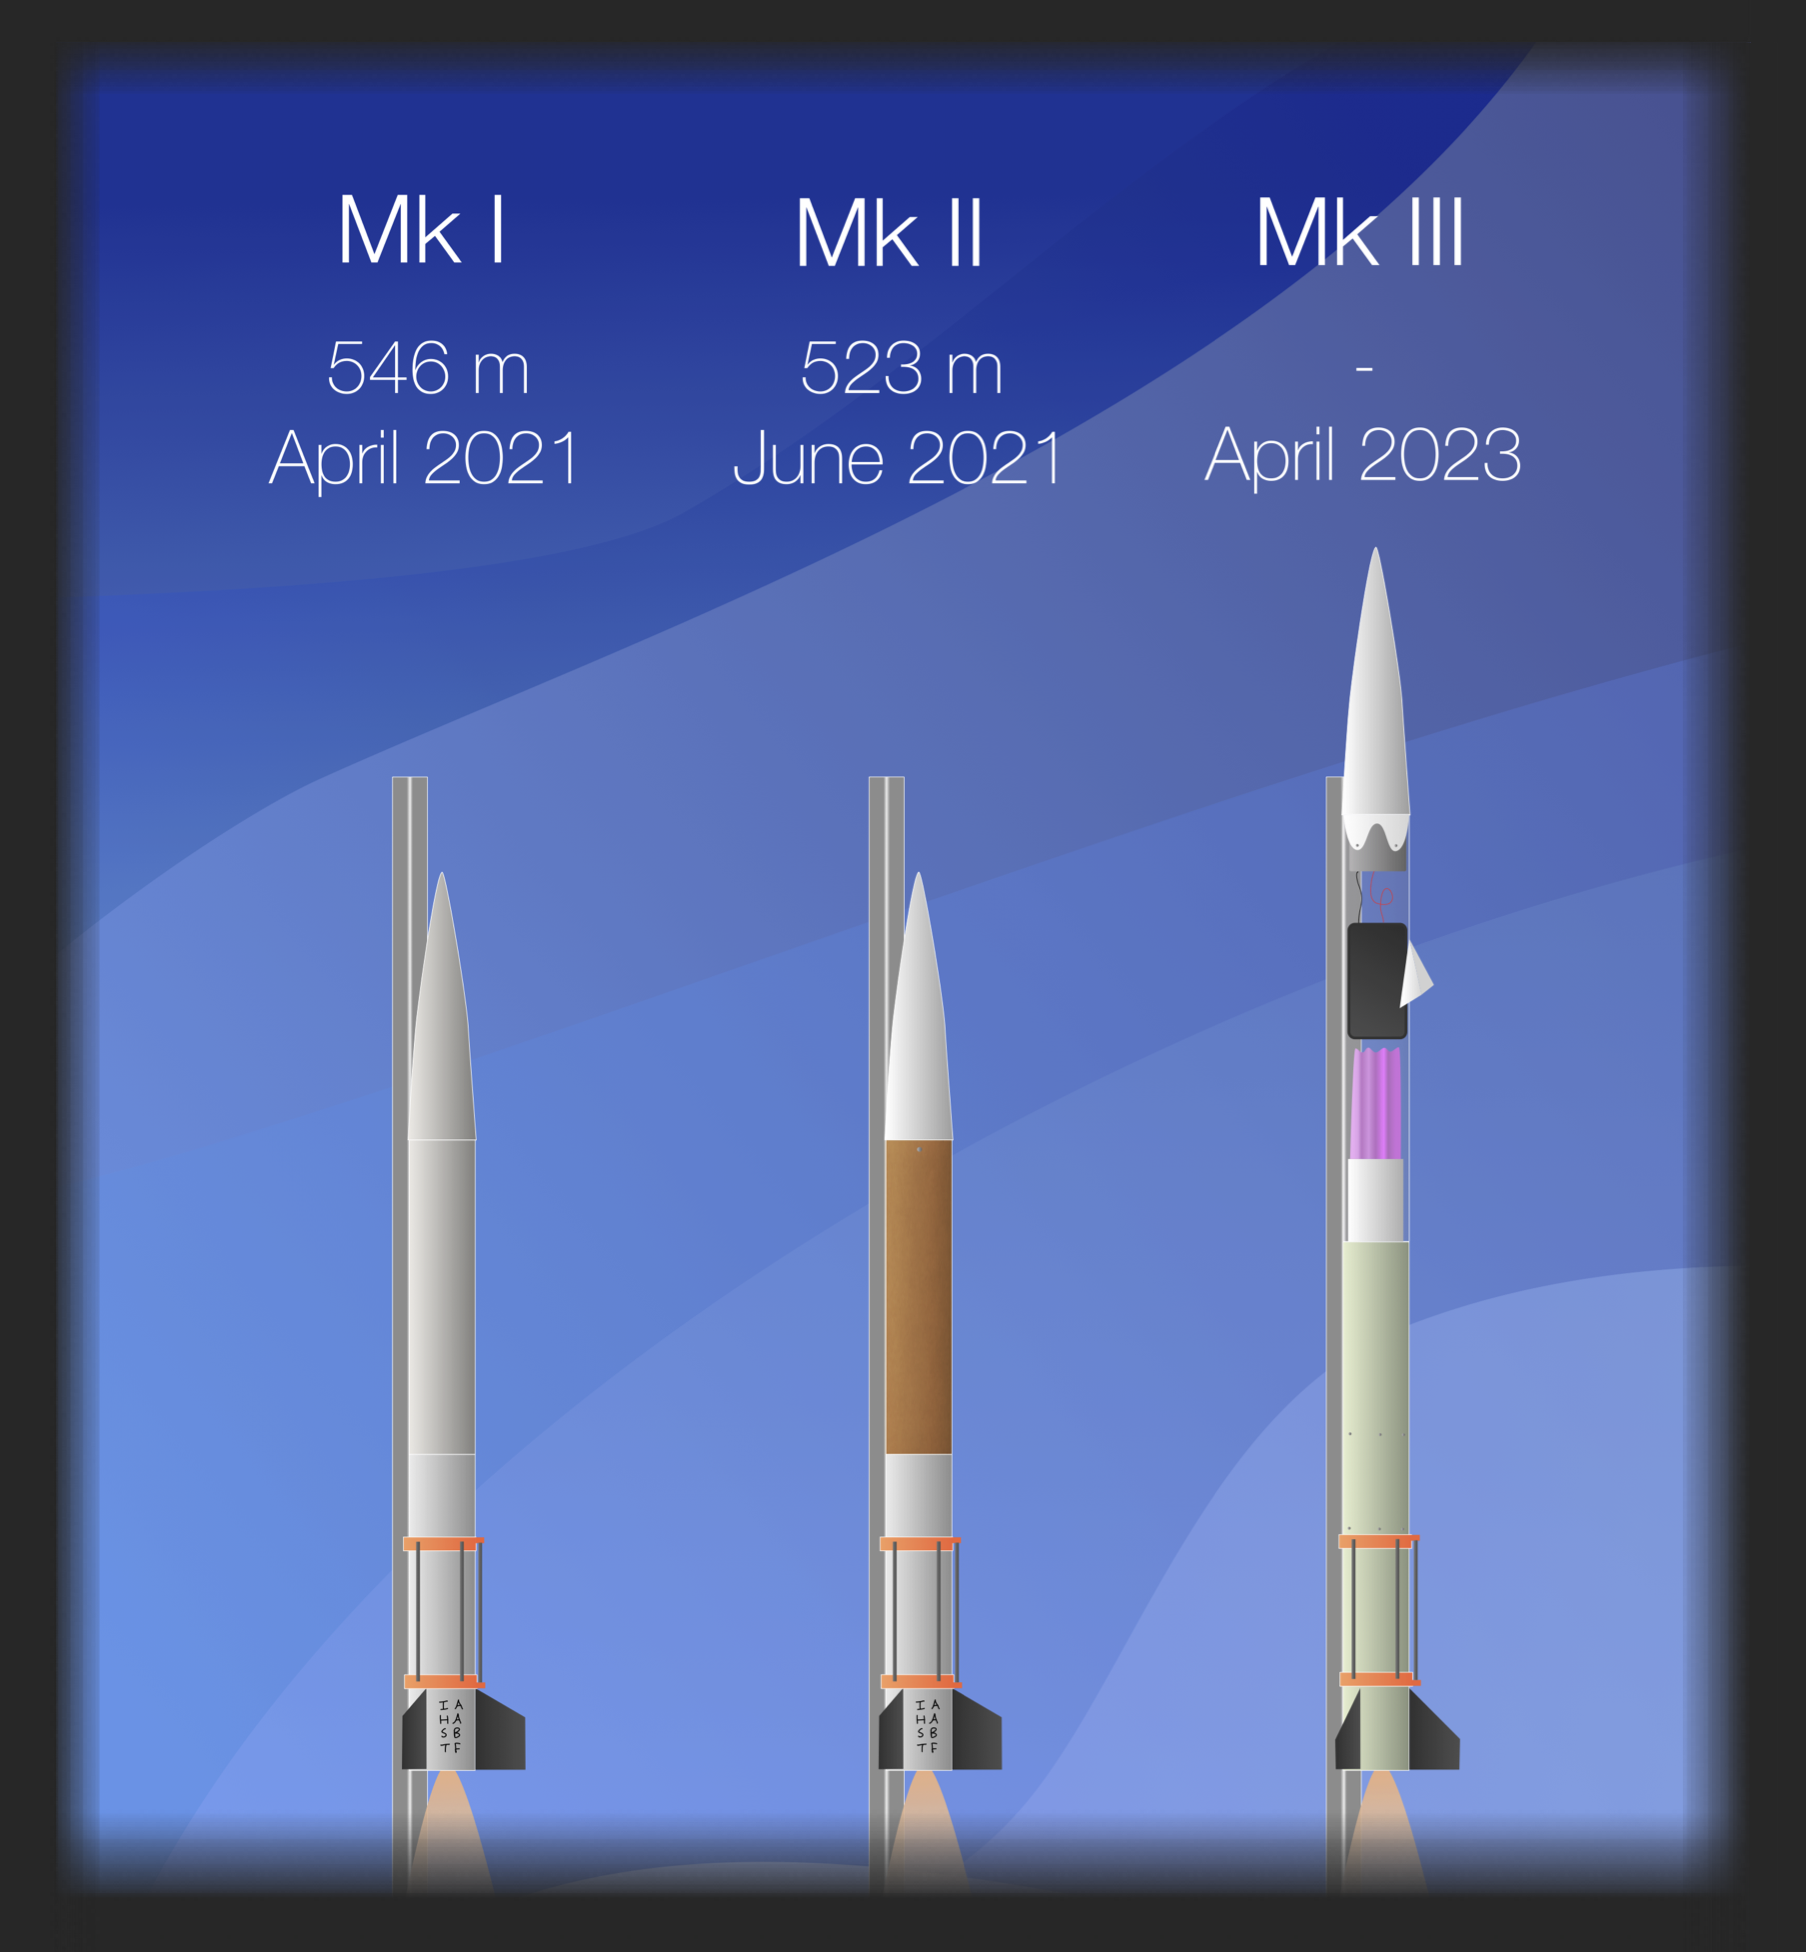 Mk I
546 m
April 2021
Mk II
523 m
June 2021
Mk III
-
April 2023
I A
H A
S B
T F
I A
H A
S B
T F